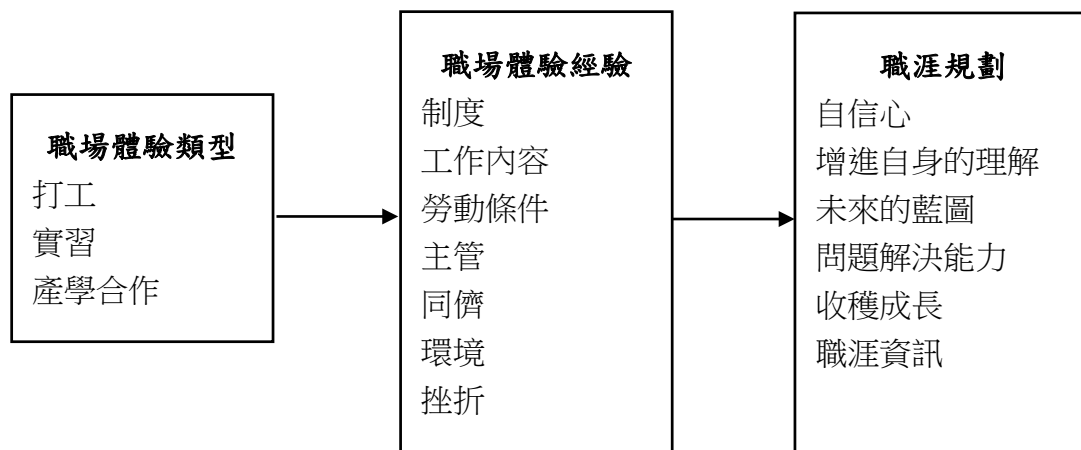 職場體驗類型
打工
實習
產學合作
職場體驗經驗
制度
工作內容
勞動條件
主管
同儕
環境
挫折
職涯規劃
自信心
增進自身的理解
未來的藍圖
問題解決能力
收穫成長
職涯資訊